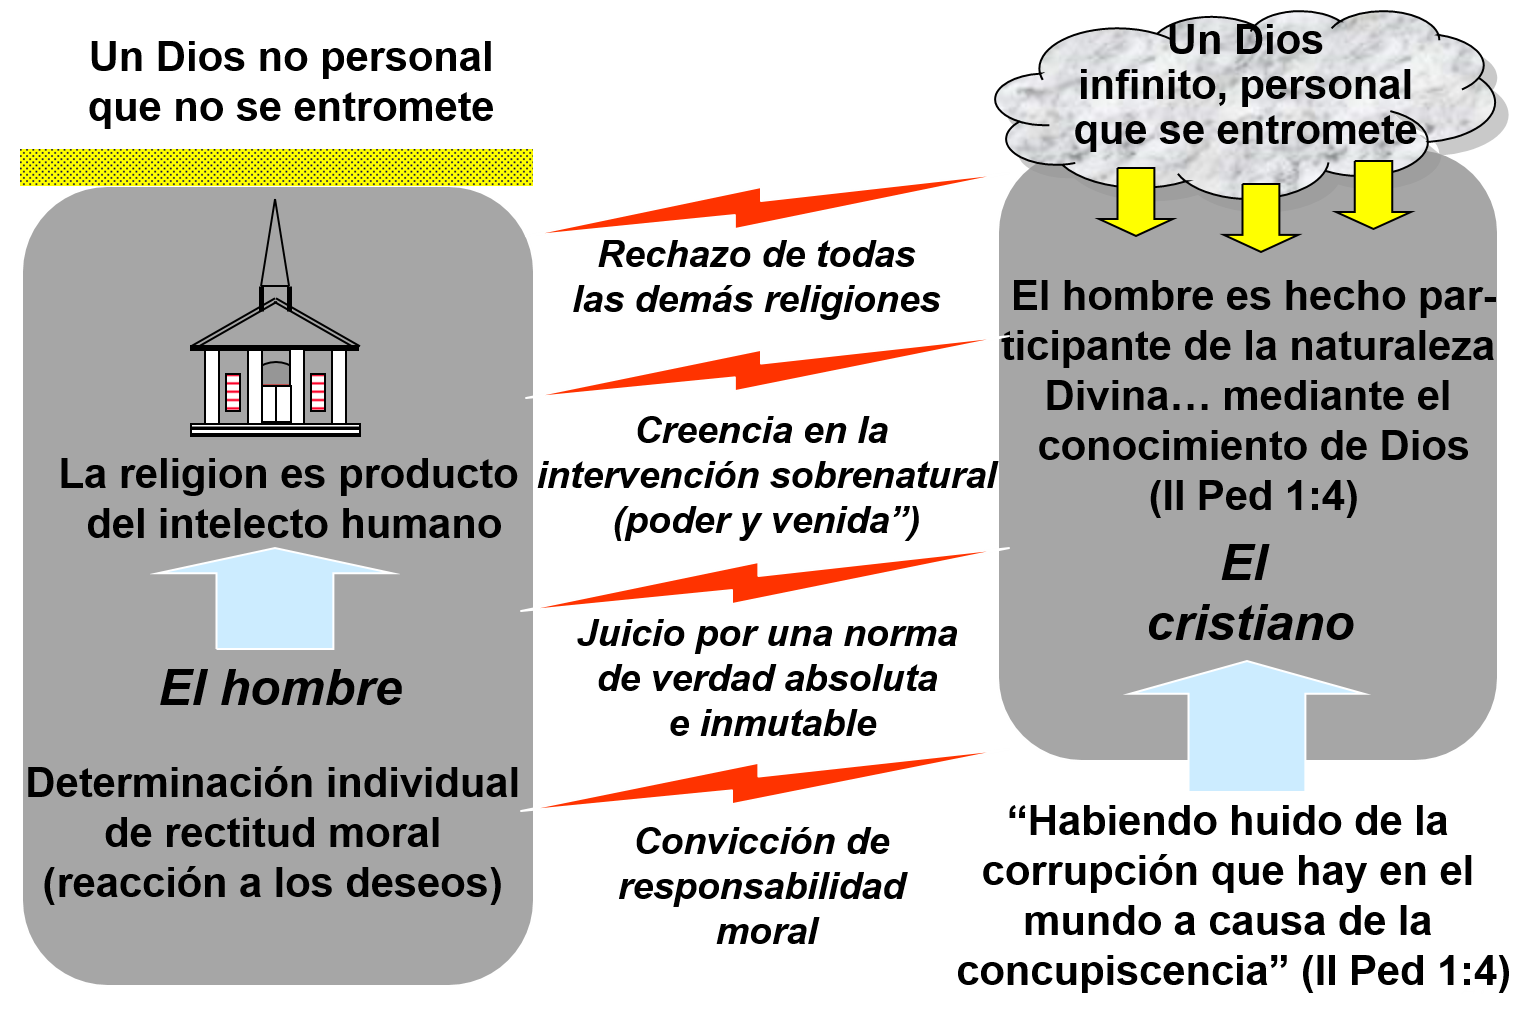 Un Dios no personal
que no se entromete
La religion es producto
del intelecto humano
El hombre
Determinación individual
de rectitud moral
(reacción a los deseos)
Rechazo de todas
las demás religiones
Creencia en la
intervención sobrenatural
(poder y venida”)
Juicio por una norma
de verdad absoluta
e inmutable
Convicción de
responsabilidad
moral
Un Dios
infinito, personal
que se entromete
El hombre es hecho par-
ticipante de la naturaleza
Divina… mediante el
conocimiento de Dios
(II Ped 1:4)
El
cristiano
“Habiendo huido de la
corrupción que hay en el
mundo a causa de la
concupiscencia” (II Ped 1:4)